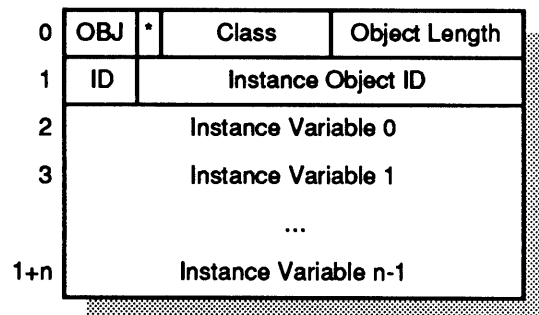 0 OBJ * Class Object Length
1 ID Instance Object ID
2 Instance Variable 0
3 Instance Variable 1
...
1+n Instance Variable n-1